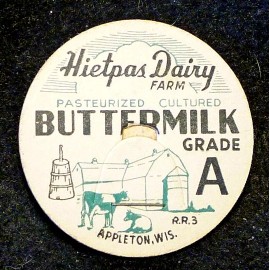 Hietpas Dairy
FARM
PASTEURIZED CULTURED
BUTTERMILK
GRADE
A
R.R.3
APPLETON, WIS.